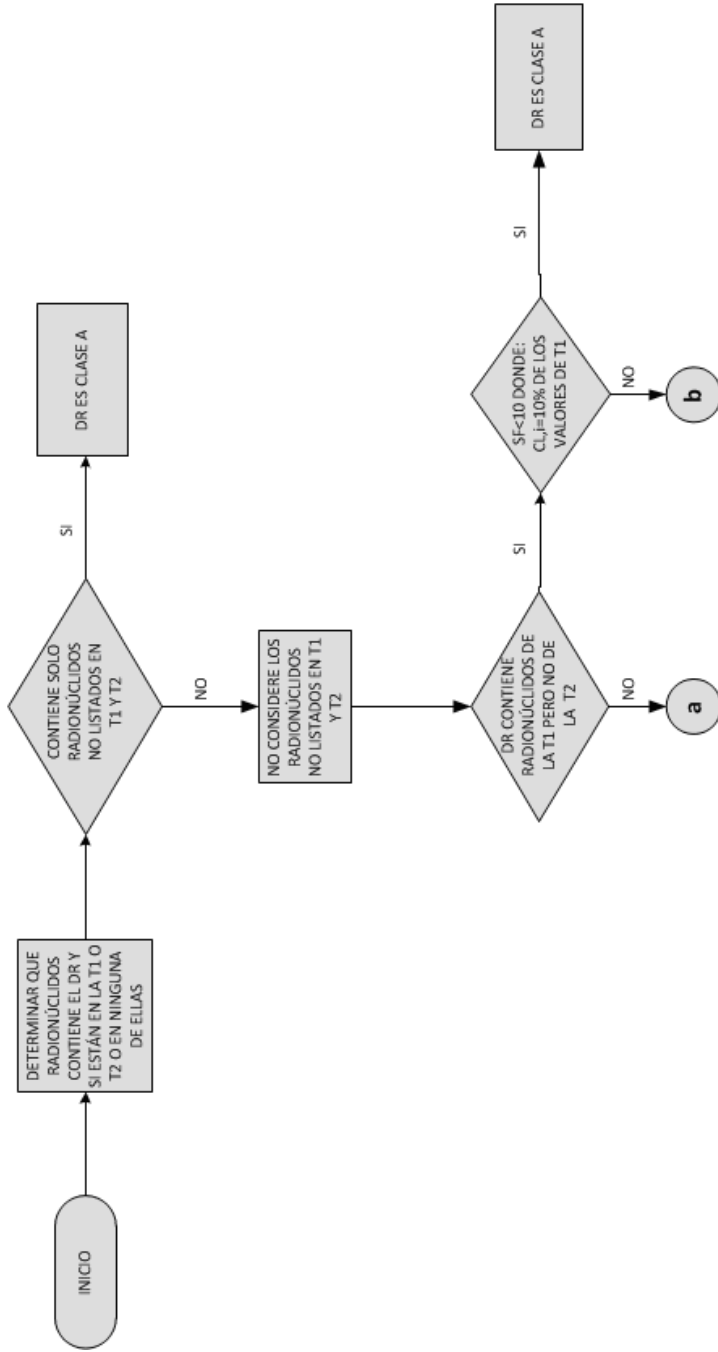 INICIO
DETERMINAR QUE
RADIONÚCLIDOS
CONTIENE EL DR Y
SI ESTÁN EN LA T1 O
T2 O EN NINGUNA
DE ELLAS
CONTIENE SOLO
RADIONÚCLIDOS
NO LISTADOS EN
T1 Y T2
SI
DR ES CLASE A
NO
NO CONSIDERE LOS
RADIONÚCLIDOS
NO LISTADOS EN T1
Y T2
DR CONTIENE
RADIONÚCLIDOS DE
LA T1 PERO NO DE
LA T2
SI
SF<10 DONDE:
CL,i=10% DE LOS
VALORES DE T1
SI
DR ES CLASE A
NO
a
NO
b